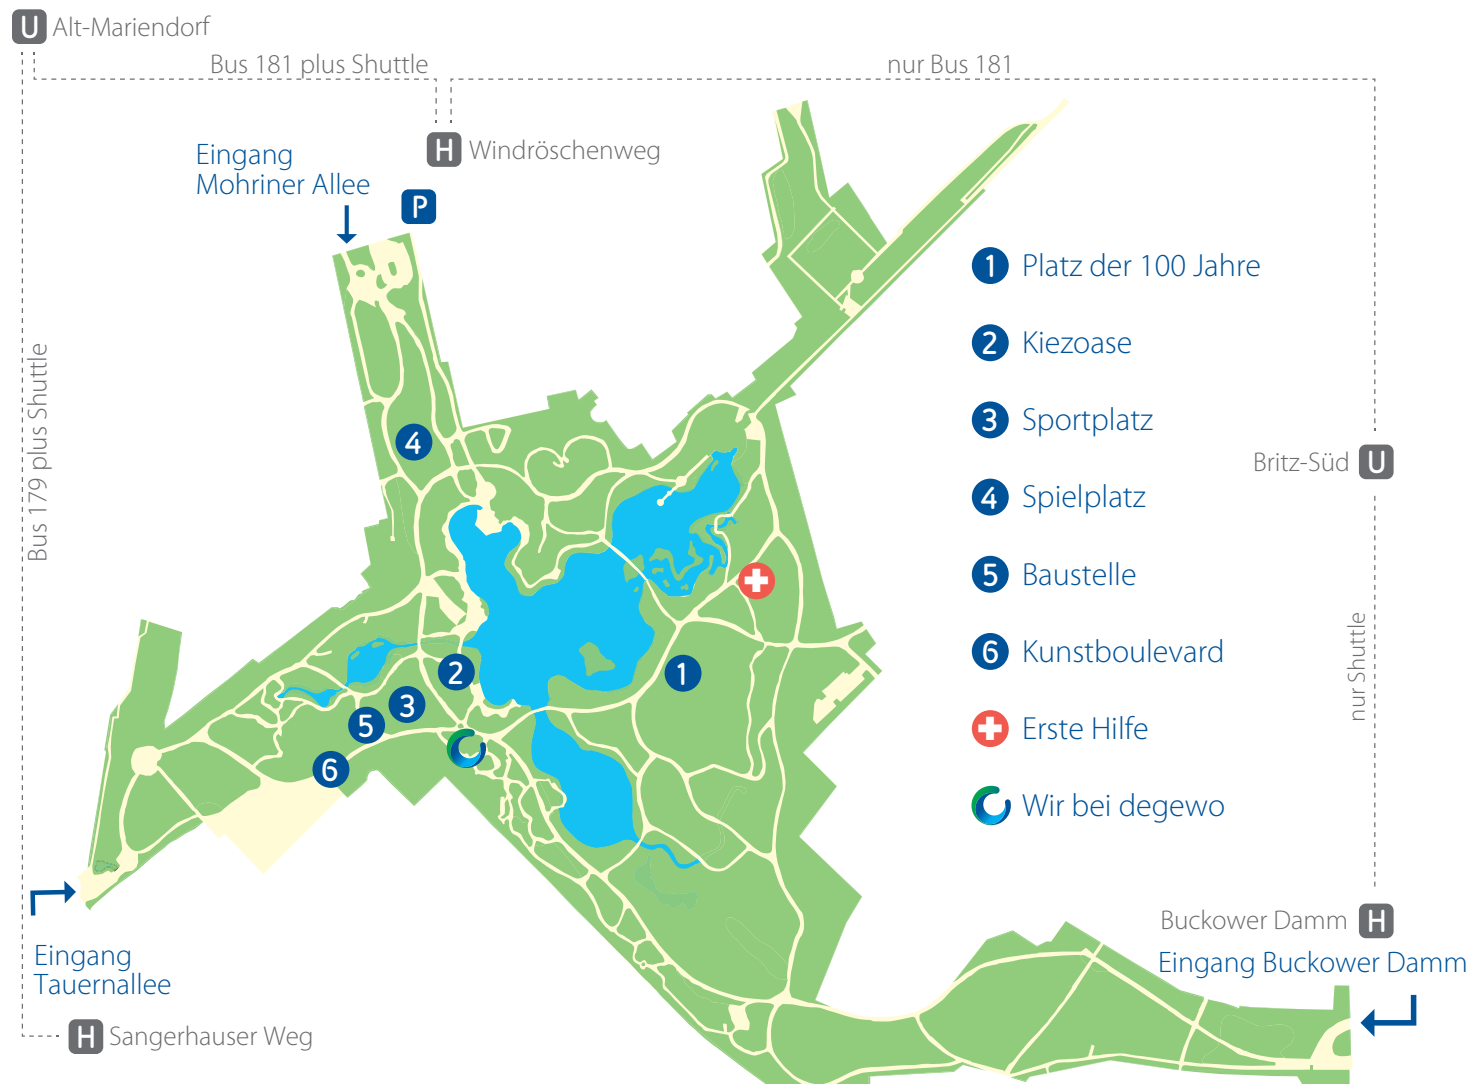 U Alt-Mariendorf
Bus 181 plus Shuttle
nur Bus 181
H Windröschenweg
Eingang
Mohriner Allee
P
1 Platz der 100 Jahre
2 Kiezoase
3 Sportplatz
4 Spielplatz
5 Baustelle
6 Kunstboulevard
Erste Hilfe
Wir bei degewo
Bus 179 plus Shuttle
Britz-Süd U
nur Shuttle
4
2
1
3
5
6
Buckower Damm H
Eingang Buckower Damm
Eingang
Tauernallee
H Sangerhauser Weg